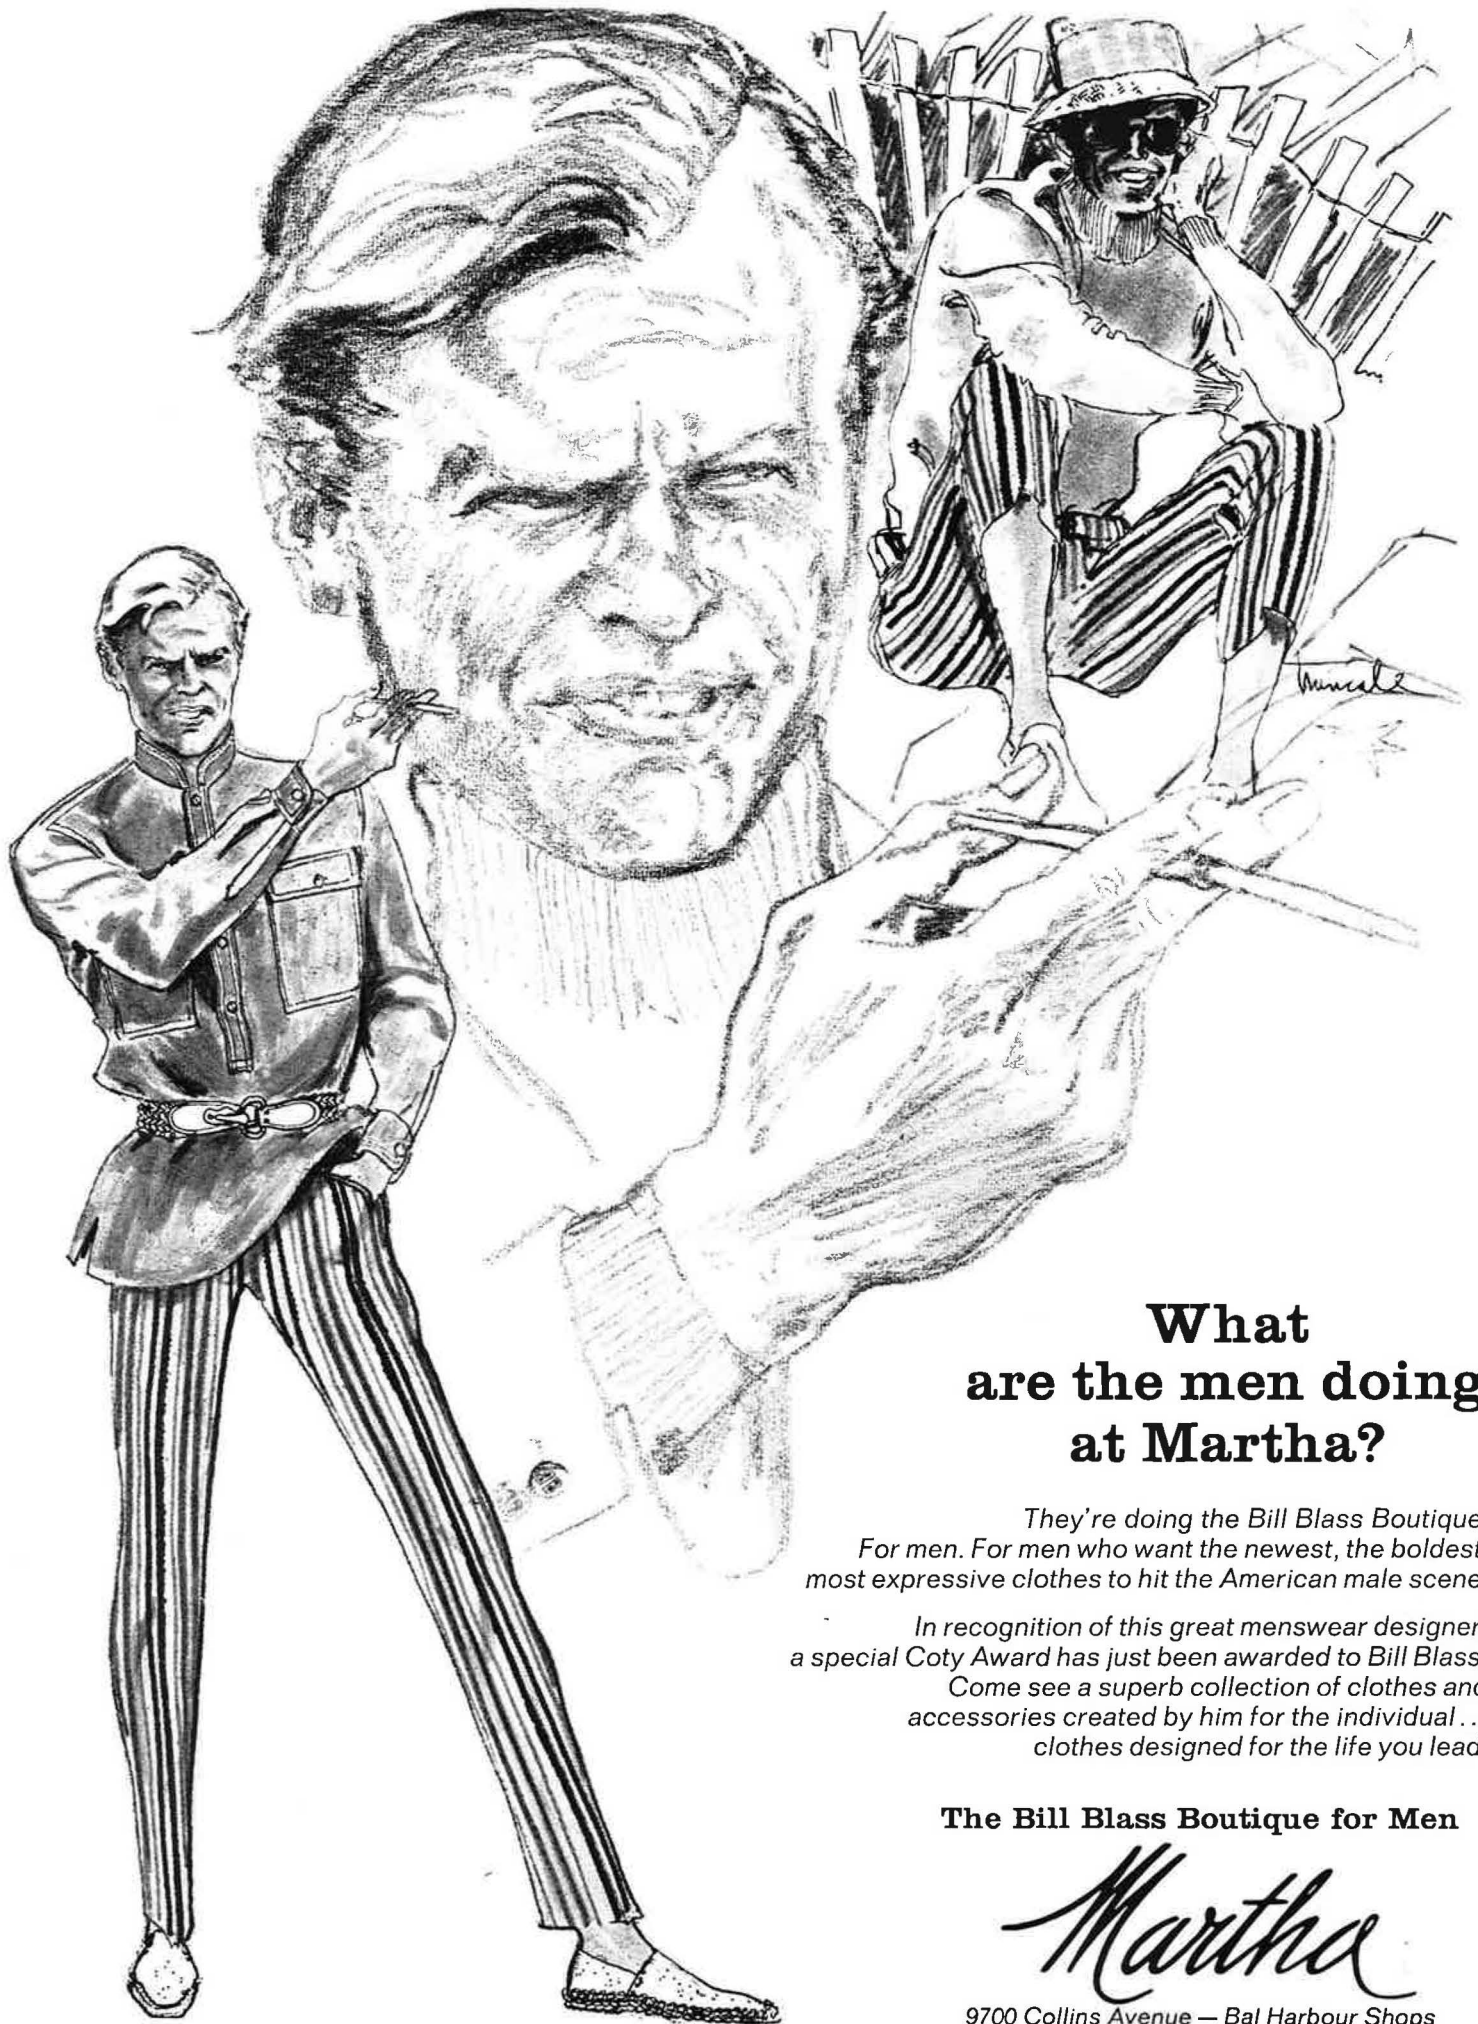 What
are the men doing
at Martha?
They're doing the Bill Blass Boutique
For men. For men who want the newest, the boldest
most expressive clothes to hit the American male scene
In recognition of this great menswear designer
a special Coty Award has just been awarded to Bill Blass
Come see a superb collection of clothes and
accessories created by him for the individual . .
clothes designed for the life you lead
The Bill Blass Boutique for Men
Martha
9700 Collins Avenue — Bal Harbour Shops